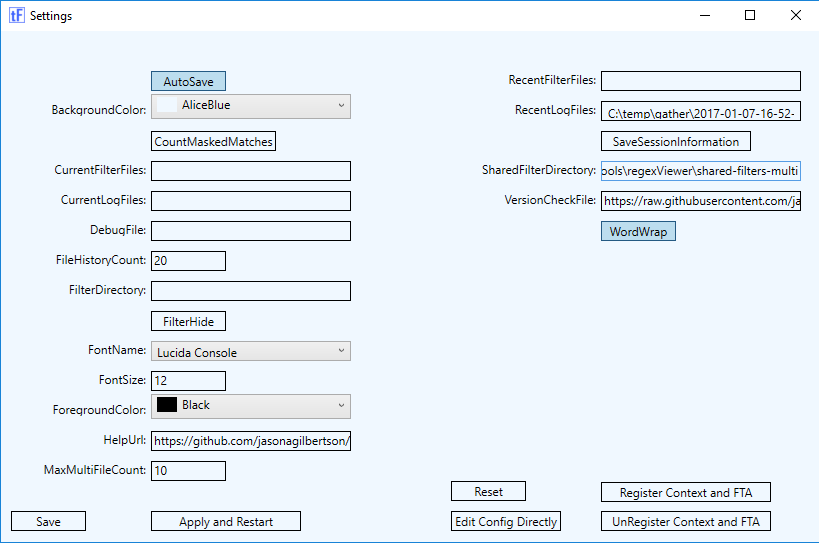 tF Settings
AutoSave
BackgroundColor: AliceBlue
CountMaskedMatches
CurrentFilterFiles:
CurrentLogFiles:
DebugFile:
FileHistoryCount: 20
FilterDirectory:
FilterHide
FontName: Lucida Console
FontSize: 12
ForegroundColor: Black
HelpUrl: https://github.com/jasonagilbertson/
MaxMultiFileCount: 10
Save
Apply and Restart
RecentFilterFiles:
RecentLogFiles: C:\temp\gather\2017-01-07-16-52-
SaveSessionInformation
SharedFilterDirectory: ools\regexViewer\shared-filters-multi
VersionCheckFile: https://raw.githubusercontent.com/ja
WordWrap
Reset
Register Context and FTA
Edit Config Directly
UnRegister Context and FTA